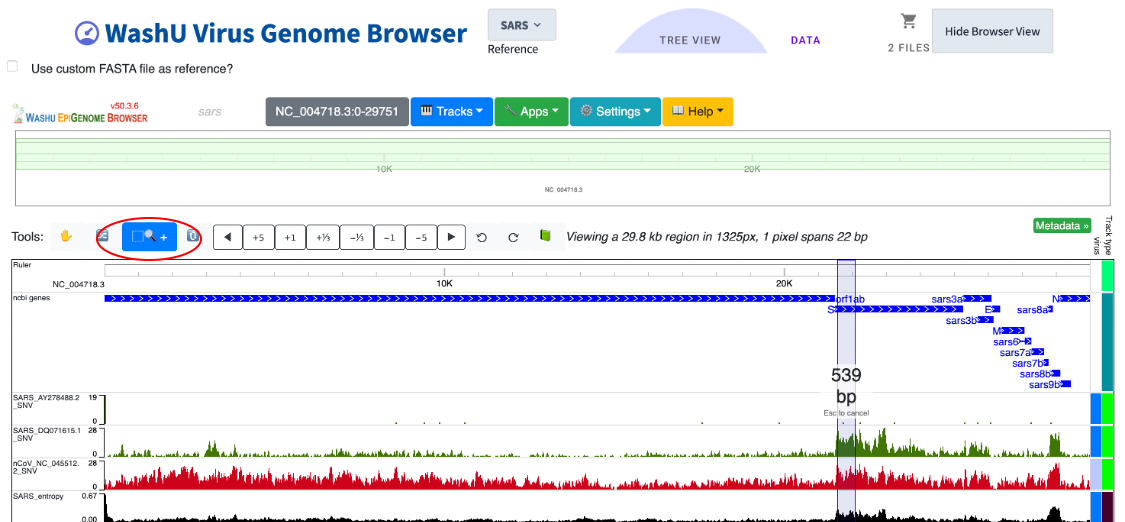 WashU Virus Genome Browser
SARS
Reference
TREE VIEW
DATA
2 FILES
Hide Browser View
Use custom FASTA file as reference?
v50.3.6
WASHU EPIGENOME BROWSER
sars
NC_004718.3:0-29751
Tracks
Apps
Settings
Help
10K
20K
NC_004718.3
Tools:
+
◀
+5
+1
+⅓
-⅓
-1
-5
▶
Viewing a 29.8 kb region in 1325px, 1 pixel spans 22 bp
Metadata »
Track type
virus
Ruler
NC_004718.3
10K
20K
ncbi genes
orf1ab
S
sars3a
E
sars3b
M
sars6
sars7a
sars7b
sars8a
sars8b
N
sars9b
539
bp
Esc to cancel
SARS_AY278488.2
_SNV
19
0
SARS_DQ071615.1
_SNV
28
0
nCoV_NC_045512.
2_SNV
28
0
SARS_entropy
0.67
0.00